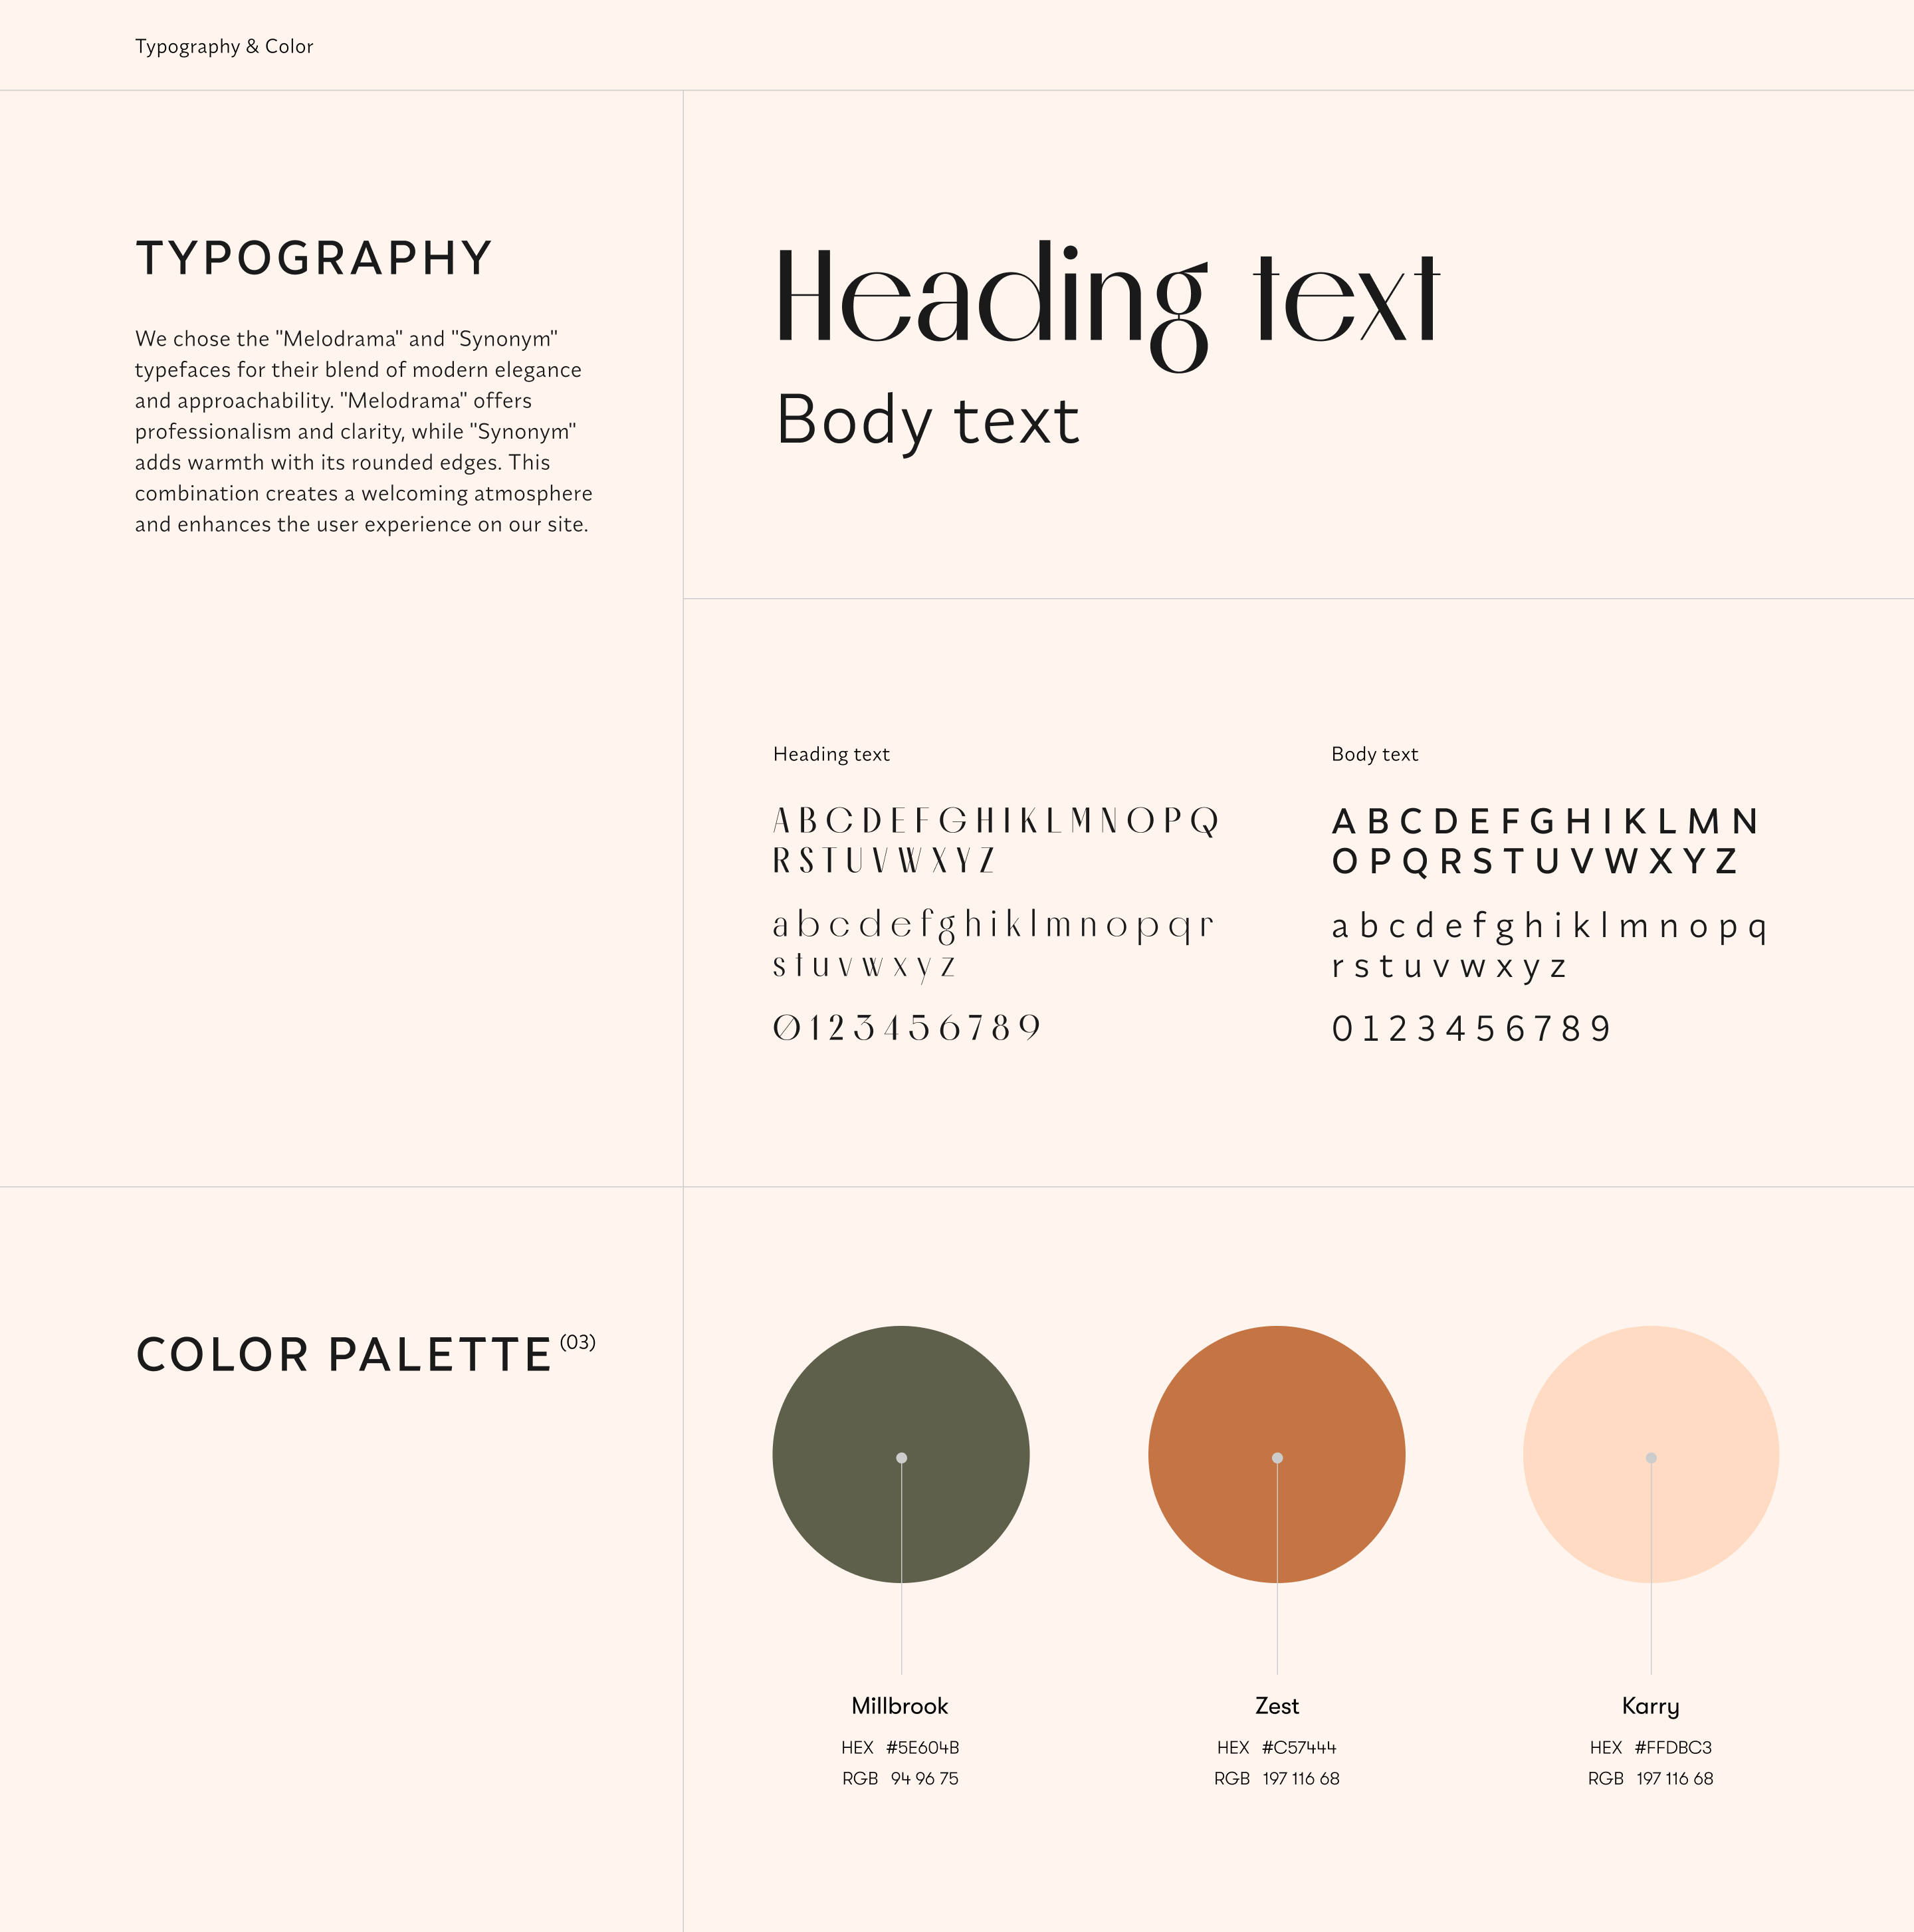 Typography & Color
TYPOGRAPHY
We chose the "Melodrama" and "Synonym"
typefaces for their blend of modern elegance
and approachability. "Melodrama" offers
professionalism and clarity, while "Synonym"
adds warmth with its rounded edges. This
combination creates a welcoming atmosphere
and enhances the user experience on our site.
Heading text
Body text
Heading text
A B C D E F G H I K L M N O P Q
R S T U V W X Y Z
a b c d e f g h i k l m n o p q r
s t u v w x y z
0 1 2 3 4 5 6 7 8 9
Body text
A B C D E F G H I K L M N
O P Q R S T U V W X Y Z
a b c d e f g h i k l m n o p q
r s t u v w x y z
0 1 2 3 4 5 6 7 8 9
COLOR PALETTE (03)
Millbrook
HEX #5E604B
RGB 94 96 75
Zest
HEX #C57444
RGB 197 116 68
Karry
HEX #FFDBC3
RGB 197 116 68